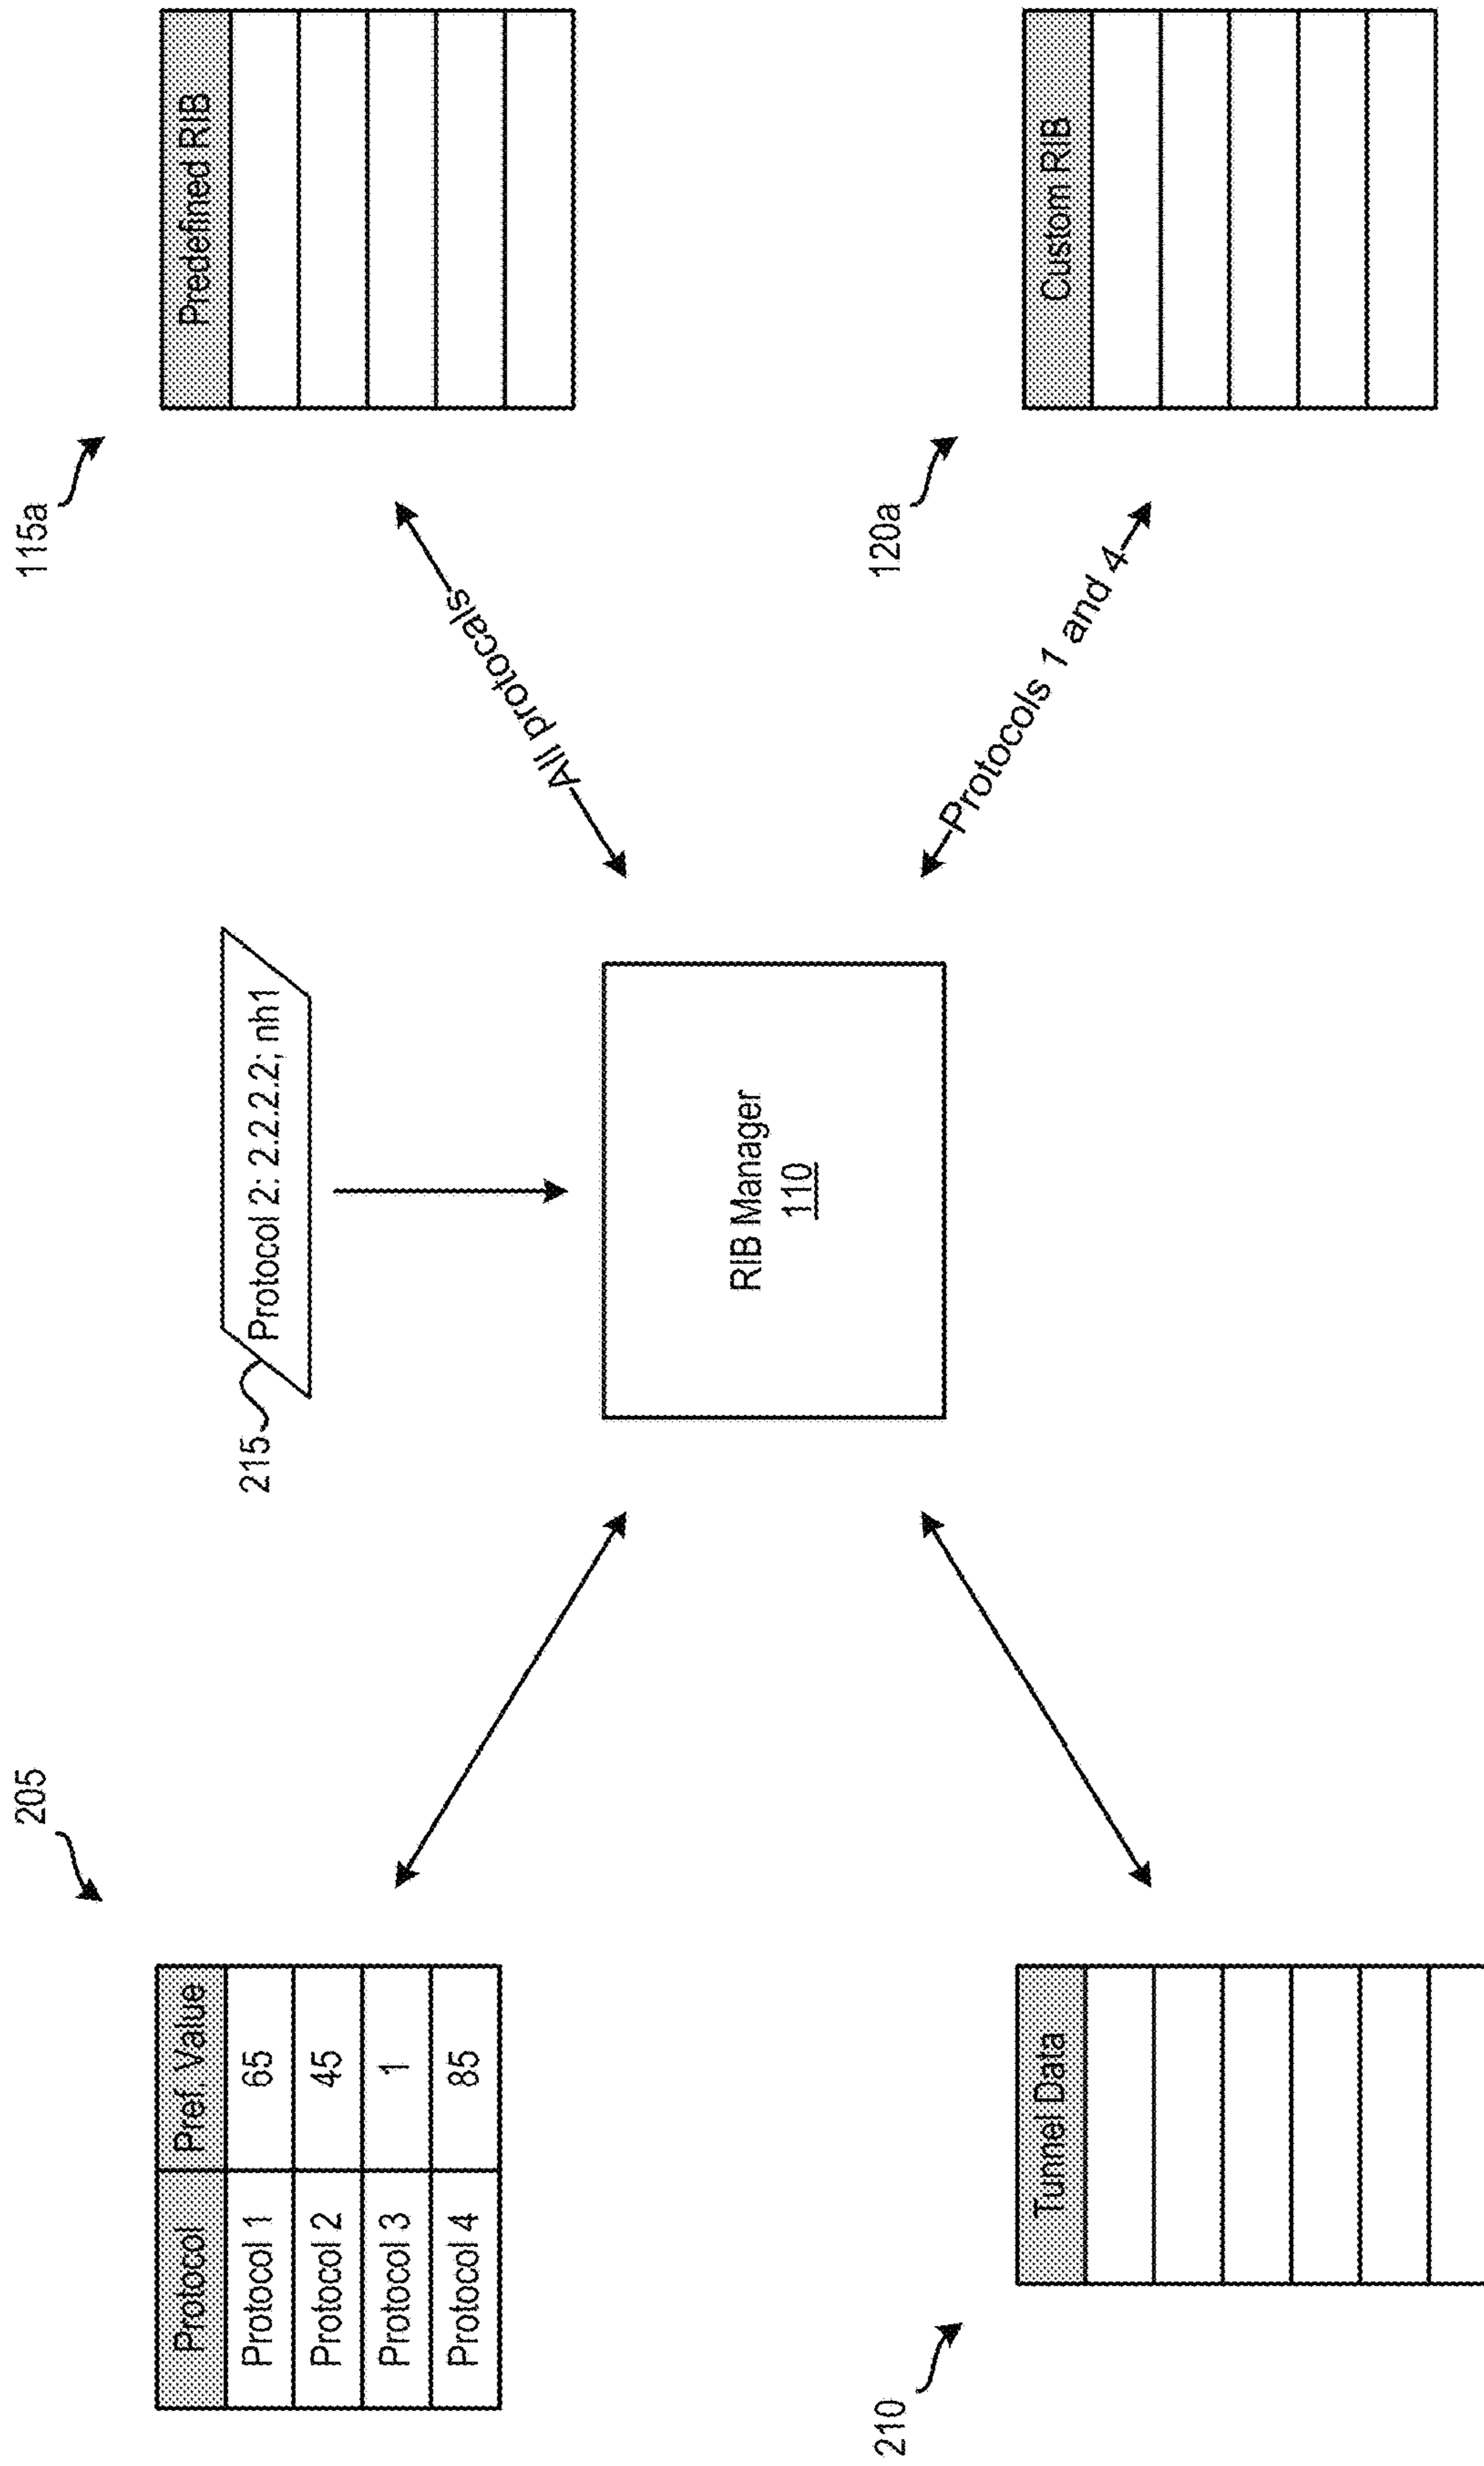 205
Protocol Pref. Value
Protocol 1 65
Protocol 2 45
Protocol 3 1
Protocol 4 85
215
Protocol 2: 2.2.2.2; nh1
115a
Predefined RIB
All protocals
RIB Manager
110
210
Tunnel Data
Protocols 1 and 4
120a
Custom RIB